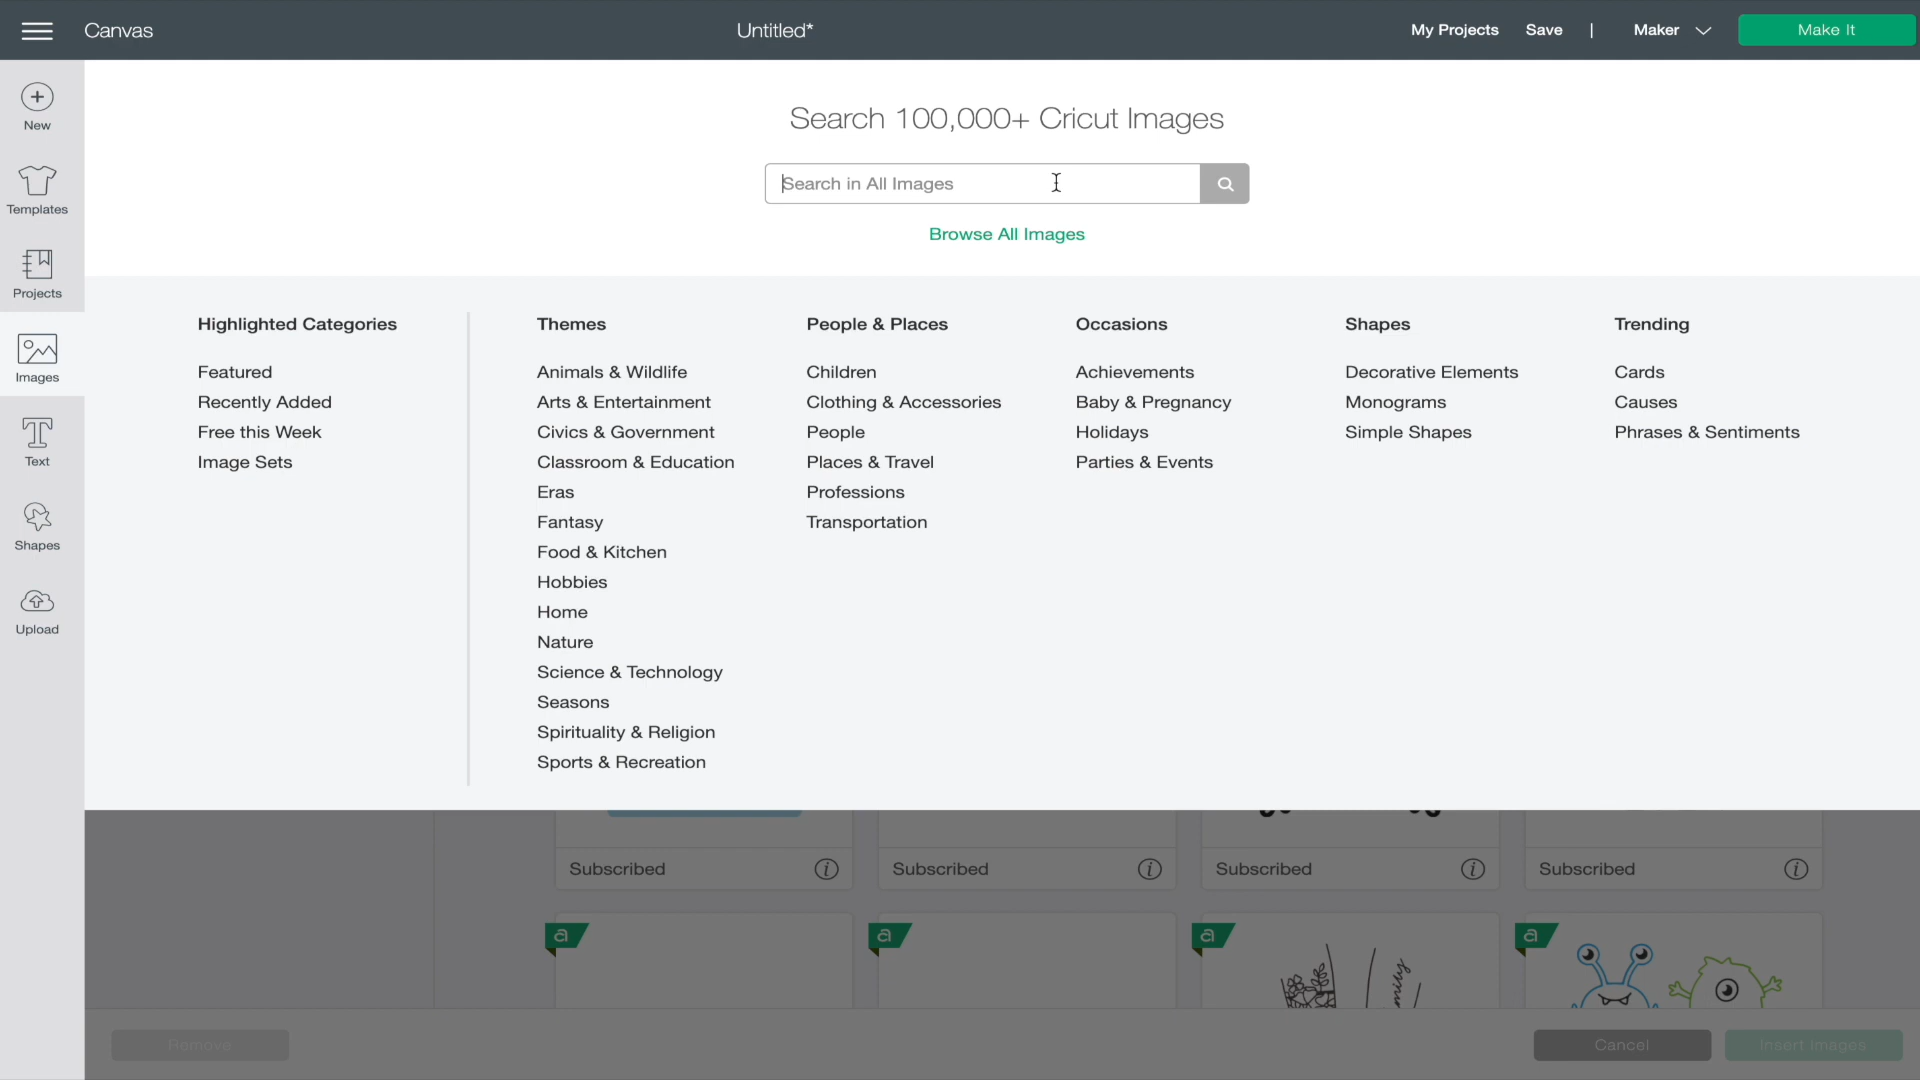 Canvas
Untitled*
My Projects
Save
|
Maker
Make It
New
Templates
Projects
Images
Text
Shapes
Upload
Search 100,000+ Cricut Images
Search in All Images
Browse All Images
Highlighted Categories
Featured
Recently Added
Free this Week
Image Sets
Themes
Animals & Wildlife
Arts & Entertainment
Civics & Government
Classroom & Education
Eras
Fantasy
Food & Kitchen
Hobbies
Home
Nature
Science & Technology
Seasons
Spirituality & Religion
Sports & Recreation
People & Places
Children
Clothing & Accessories
People
Places & Travel
Professions
Transportation
Occasions
Achievements
Baby & Pregnancy
Holidays
Parties & Events
Shapes
Decorative Elements
Monograms
Simple Shapes
Trending
Cards
Causes
Phrases & Sentiments
Subscribed
Subscribed
Subscribed
Subscribed
a
a
a
a
Remove
Cancel
Insert Images